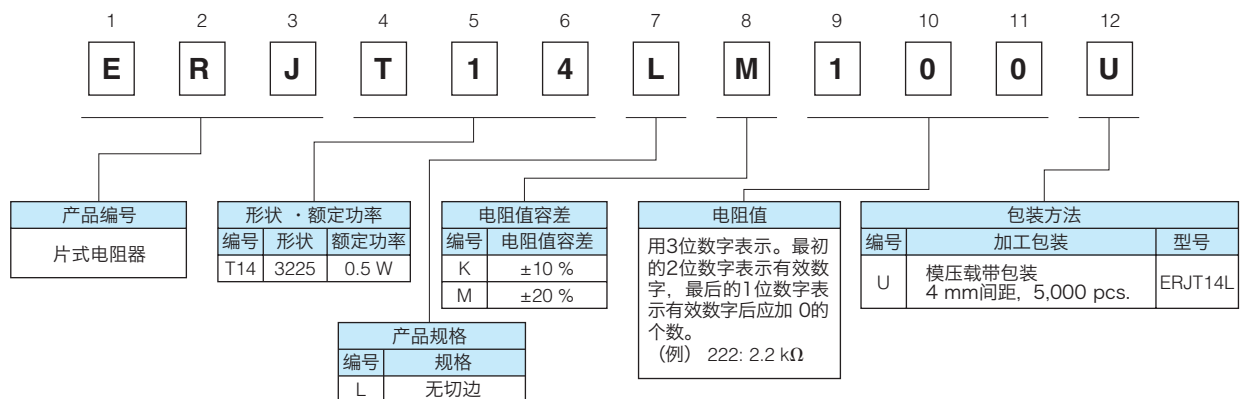 1 2 3 4 5 6 7 8 9 10 11 12
E R J T 1 4 L M 1 0 0 U
产品编号
片式电阻器
形状 ・额定功率
编号 形状 额定功率
T14 3225 0.5 W
产品规格
编号 规格
L 无切边
电阻值容差
编号 电阻值容差
K ±10 %
M ±20 %
电阻值
用3位数字表示。最初
的2位数字表示有效数
字，最后的1位数字表
示有效数字后应加 0的
个数。
（例） 222: 2.2 kΩ
包装方法
编号 加工包装 型号
U 模压载带包装
4 mm间距，5,000 pcs. ERJT14L